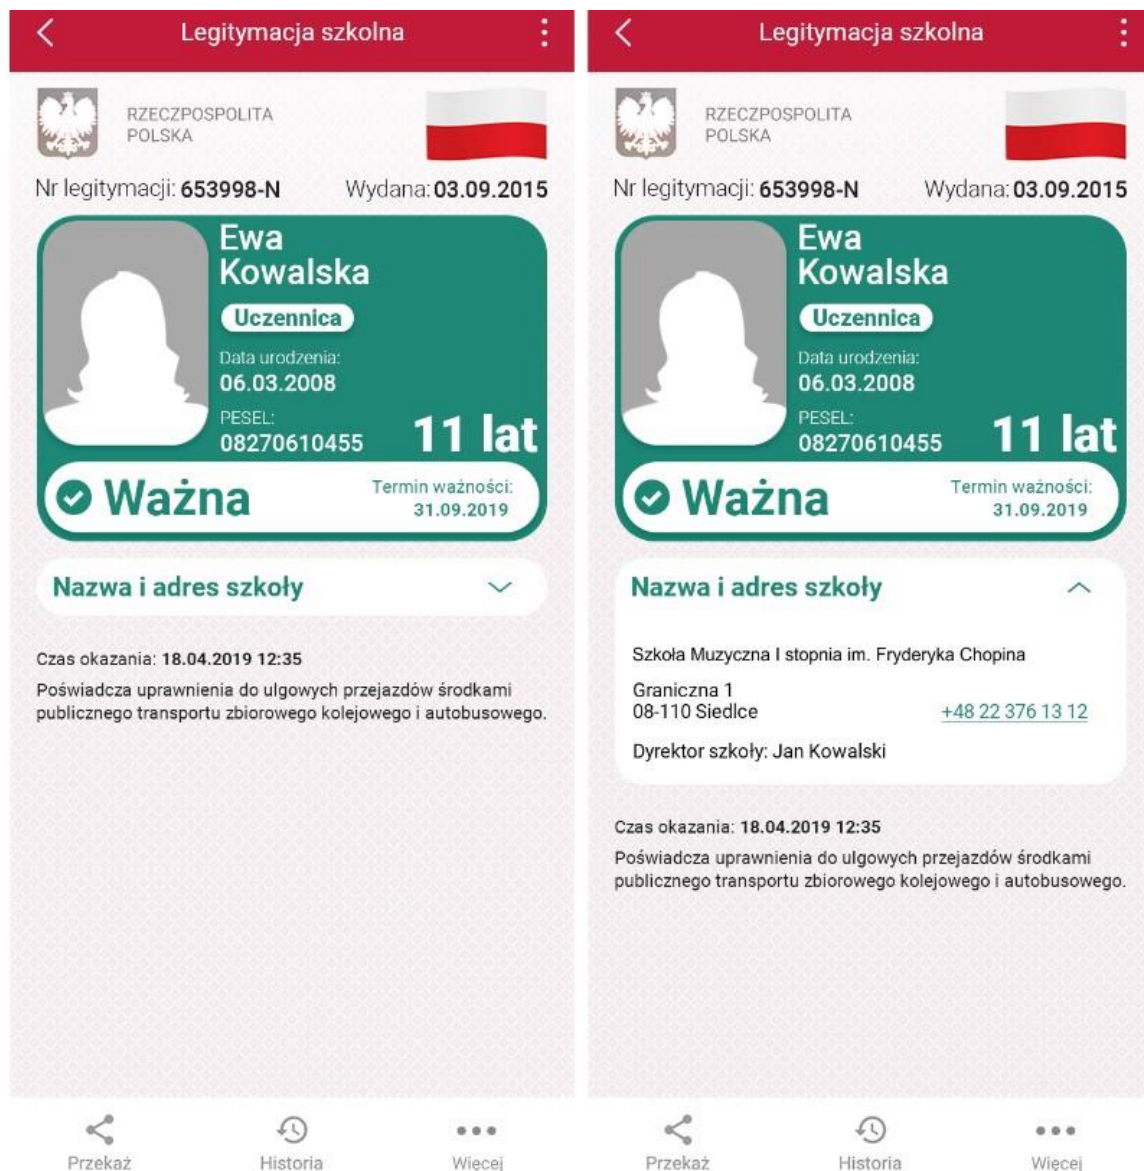 Legitymacja szkolna
RZECZPOSPOLITA
POLSKA
Nr legitymacji: 653998-N Wydana: 03.09.2015
Ewa
Kowalska
Uczennica
Data urodzenia:
06.03.2008
PESEL:
08270610455
11 lat
Ważna
Termin ważności:
31.09.2019
Nazwa i adres szkoły
Czas okazania: 18.04.2019 12:35
Poświadcza uprawnienia do ulgowych przejazdów środkami
publicznego transportu zbiorowego kolejowego i autobusowego.
Przekaż Historia Więcej
Legitymacja szkolna
RZECZPOSPOLITA
POLSKA
Nr legitymacji: 653998-N Wydana: 03.09.2015
Ewa
Kowalska
Uczennica
Data urodzenia:
06.03.2008
PESEL:
08270610455
11 lat
Ważna
Termin ważności:
31.09.2019
Nazwa i adres szkoły
Szkoła Muzyczna I stopnia im. Fryderyka Chopina
Graniczna 1
08-110 Siedlce +48 22 376 13 12
Dyrektor szkoły: Jan Kowalski
Czas okazania: 18.04.2019 12:35
Poświadcza uprawnienia do ulgowych przejazdów środkami
publicznego transportu zbiorowego kolejowego i autobusowego.
Przekaż Historia Więcej